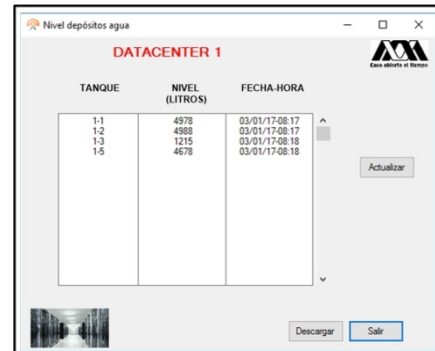 Nivel depósitos agua
DATACENTER 1
Casa abierta al tiempo
TANQUE NIVEL (LITROS) FECHA-HORA
1-1 4978 03/01/17-08:17
1-2 4988 03/01/17-08:17
1-3 1215 03/01/17-08:18
1-5 4678 03/01/17-08:18
Actualizar
Descargar Salir